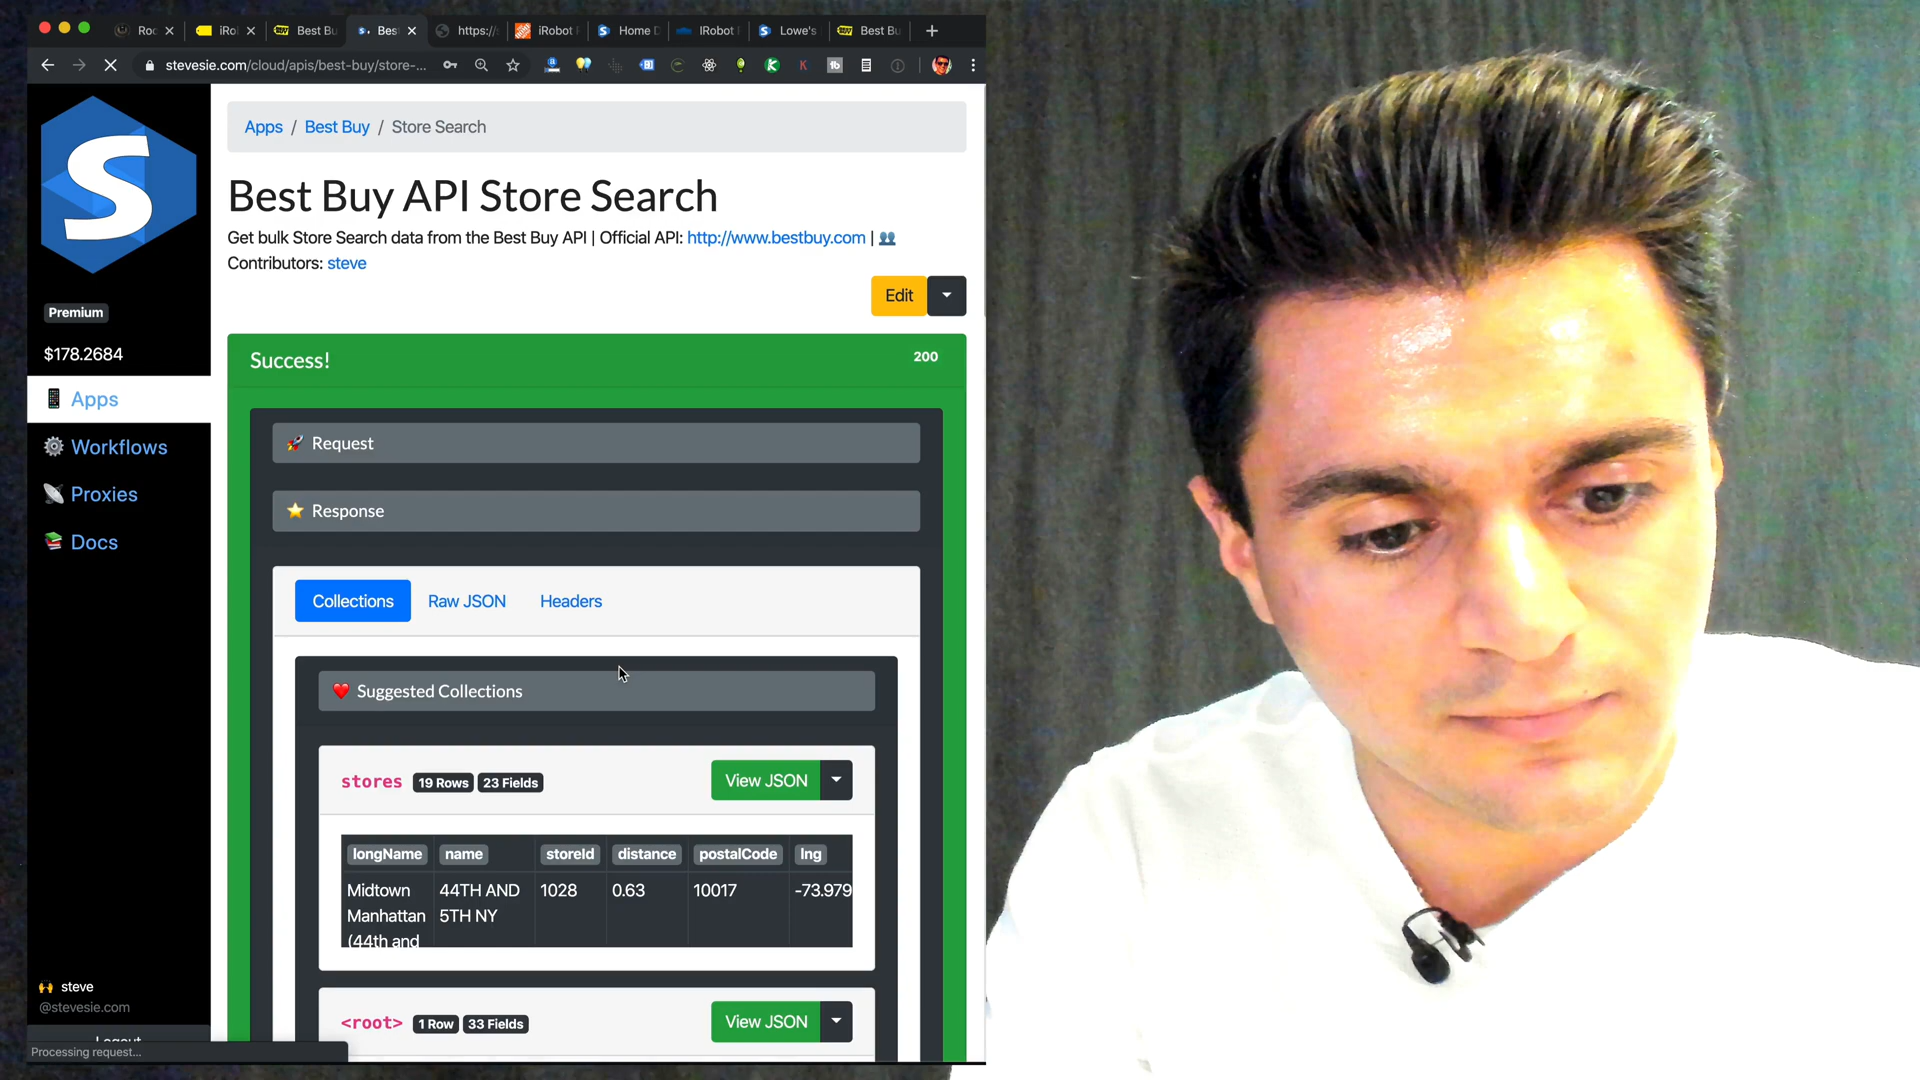 Roc
iRo
Best Bu
Bes
https://
iRobot
Home D
IRobot
Lowe's
Best Bu
stevesie.com/cloud/apis/best-buy/store-...
Apps / Best Buy / Store Search
Best Buy API Store Search
Get bulk Store Search data from the Best Buy API | Official API: http://www.bestbuy.com |
Contributors: steve
Edit
S
Premium
$178.2684
Apps
Workflows
Proxies
Docs
Success! 200
Request
Response
Collections Raw JSON Headers
Suggested Collections
stores 19 Rows 23 Fields View JSON
longName name storeId distance postalCode lng
Midtown 44TH AND 1028 0.63 10017 -73.979
Manhattan 5TH NY
(44th and
<root> 1 Row 33 Fields View JSON
steve
@stevesie.com
Logout
Processing request...